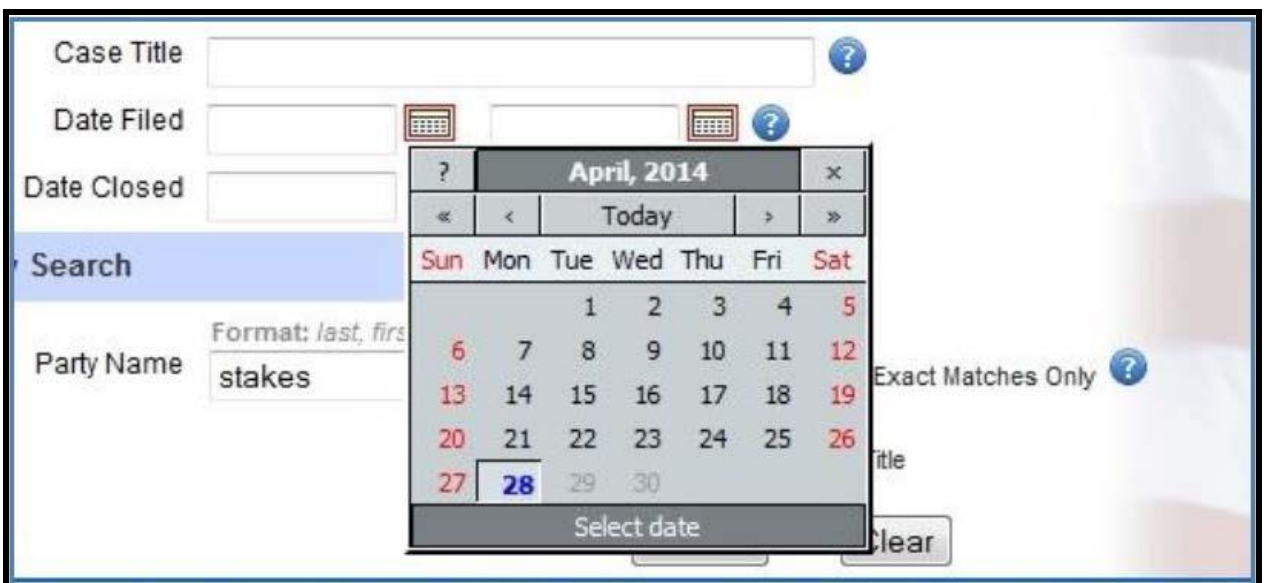 Case Title ?
Date Filed ?
Date Closed
? April, 2014 ×
« ‹ Today › »
Sun Mon Tue Wed Thu Fri Sat
1 2 3 4 5
6 7 8 9 10 11 12
13 14 15 16 17 18 19
20 21 22 23 24 25 26
27 28 29 30
Select date
Search
Format: last, firs
Party Name stakes
Exact Matches Only ?
Clear